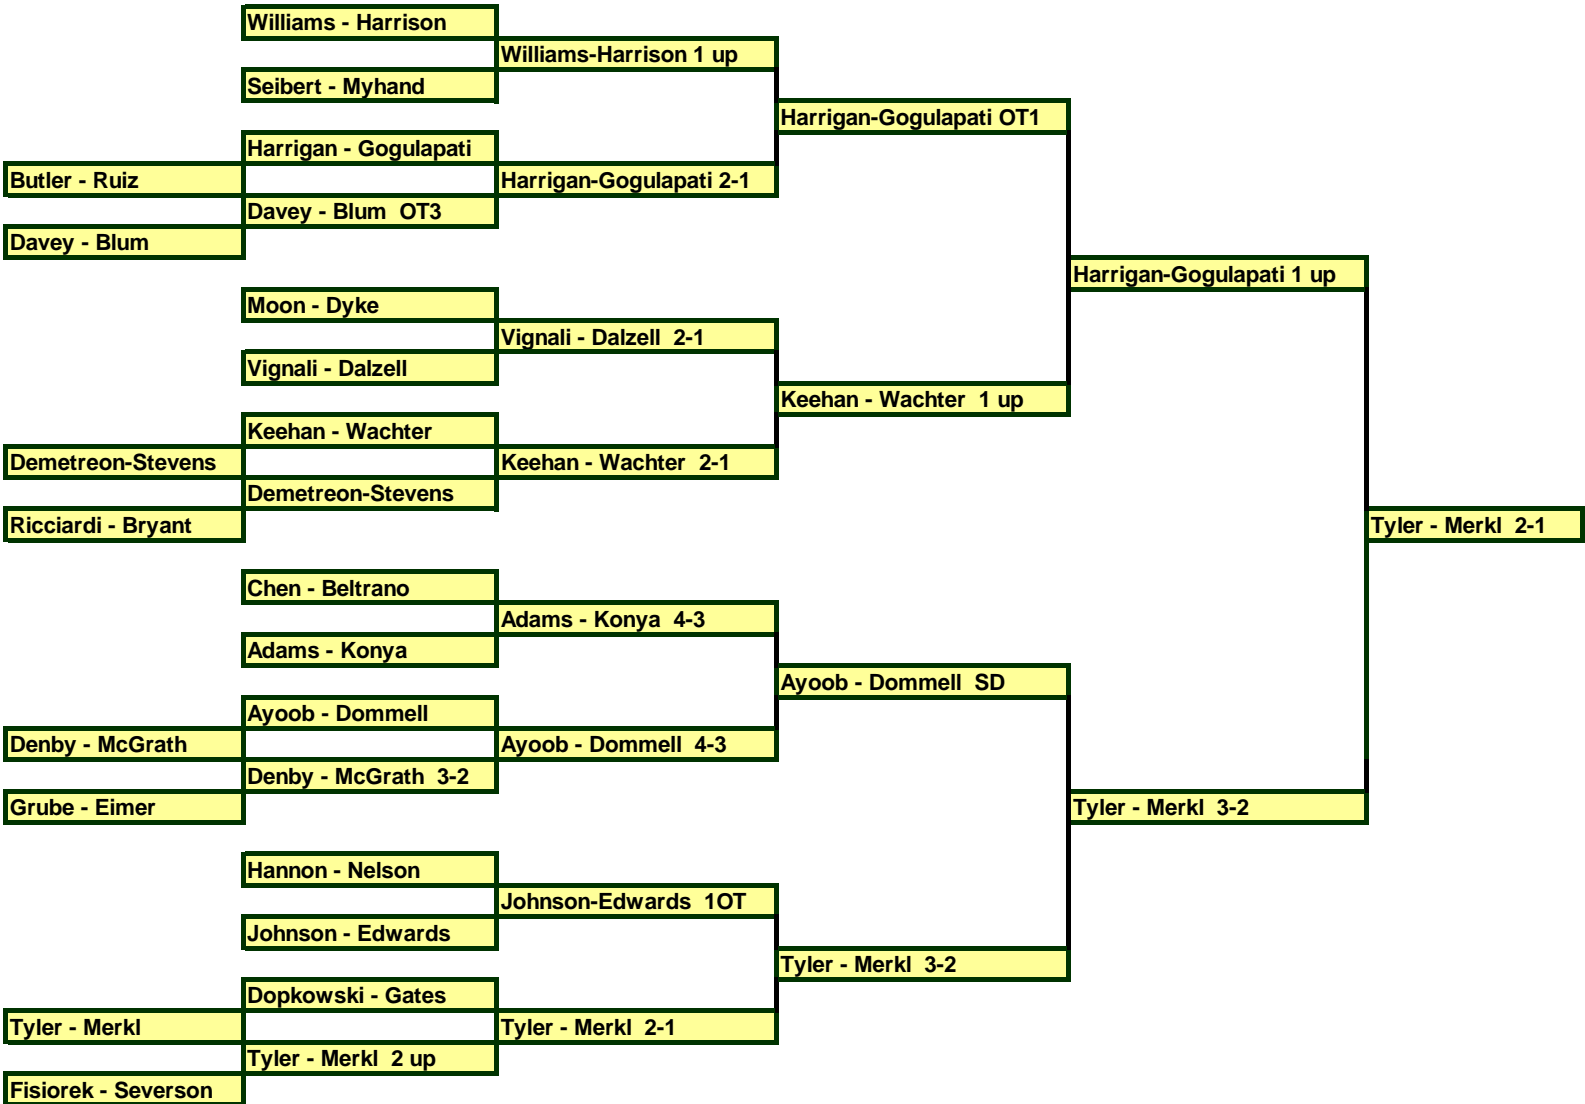 Williams - Harrison
Williams-Harrison 1 up
Seibert - Myhand
Harrigan-Gogulapati OT1
Harrigan - Gogulapati
Butler - Ruiz
Harrigan-Gogulapati 2-1
Davey - Blum  OT3
Davey - Blum
Harrigan-Gogulapati 1 up
Moon - Dyke
Vignali - Dalzell  2-1
Vignali - Dalzell
Keehan - Wachter  1 up
Keehan - Wachter
Demetreon-Stevens
Keehan - Wachter  2-1
Demetreon-Stevens
Ricciardi - Bryant
Tyler - Merkl  2-1
Chen - Beltrano
Adams - Konya  4-3
Adams - Konya
Ayoob - Dommell  SD
Ayoob - Dommell
Denby - McGrath
Ayoob - Dommell  4-3
Denby - McGrath  3-2
Grube - Eimer
Tyler - Merkl  3-2
Hannon - Nelson
Johnson-Edwards  1OT
Johnson - Edwards
Tyler - Merkl  3-2
Dopkowski - Gates
Tyler - Merkl
Tyler - Merkl  2-1
Tyler - Merkl  2 up
Fisiorek - Severson